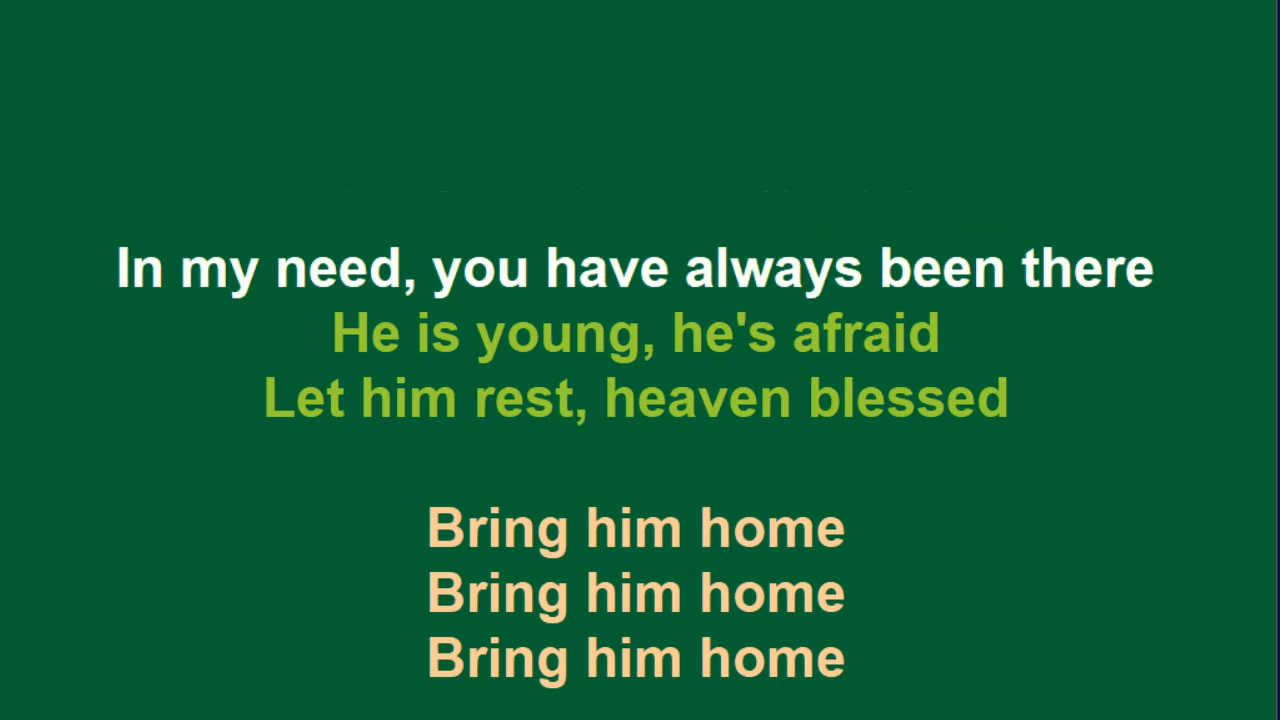 In my need, you have always been there
He is young, he's afraid
Let him rest, heaven blessed
Bring him home
Bring him home
Bring him home